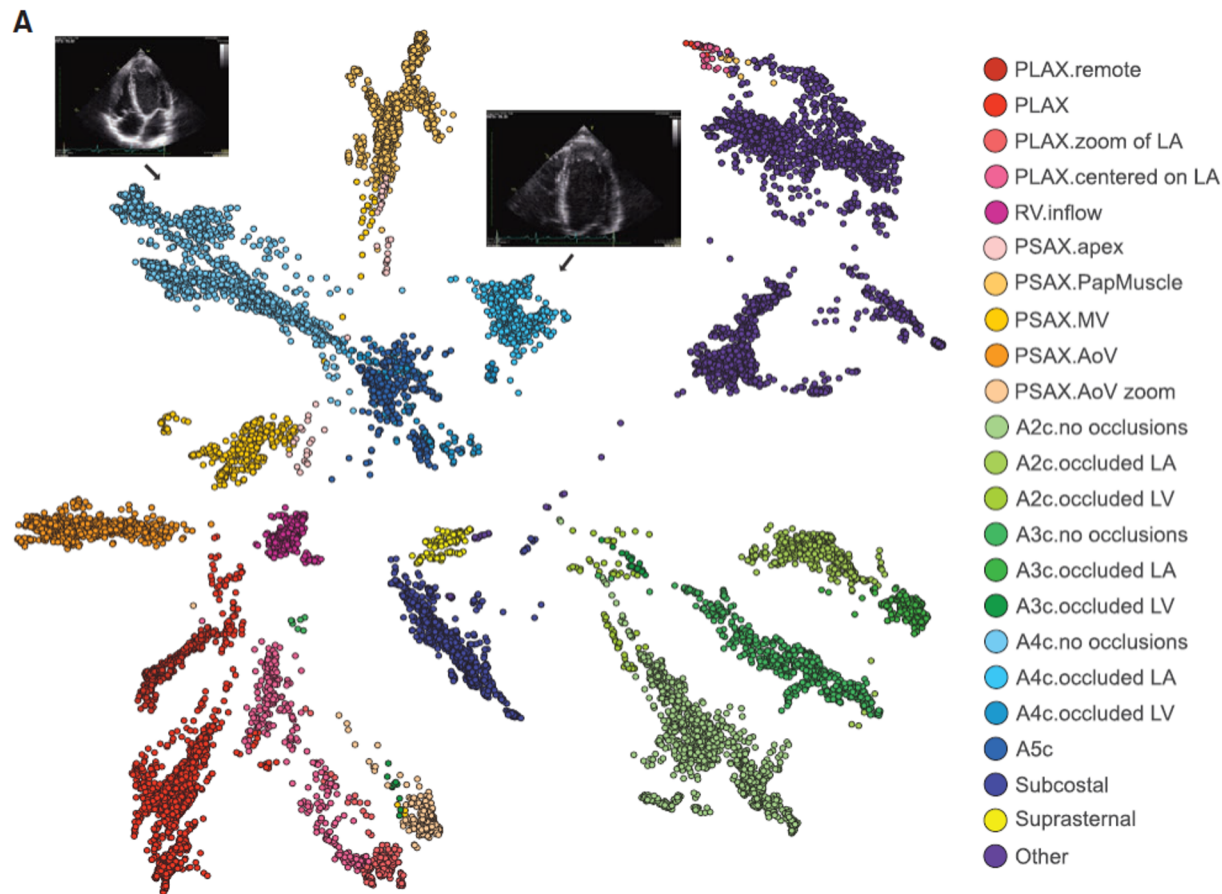 A
PLAX.remote
PLAX
PLAX.zoom of LA
PLAX.centered on LA
RV.inflow
PSAX.apex
PSAX.PapMuscle
PSAX.MV
PSAX.AoV
PSAX.AoV zoom
A2c.no occlusions
A2c.occluded LA
A2c.occluded LV
A3c.no occlusions
A3c.occluded LA
A3c.occluded LV
A4c.no occlusions
A4c.occluded LA
A4c.occluded LV
A5c
Subcostal
Suprasternal
Other